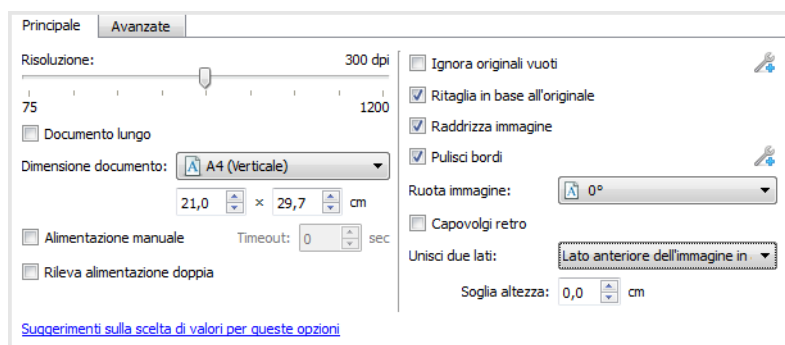 Principale
Avanzate
Risoluzione:
300 dpi
75
1200
Documento lungo
Dimensione documento:
A4 (Verticale)
21,0 × 29,7 cm
Alimentazione manuale
Timeout: 0 sec
Rileva alimentazione doppia
Ignora originali vuoti
Ritaglia in base all'originale
Raddrizza immagine
Pulisci bordi
Ruota immagine:
0°
Capovolgi retro
Unisci due lati:
Lato anteriore dell'immagine in
Soglia altezza: 0,0 cm
Suggerimenti sulla scelta di valori per queste opzioni